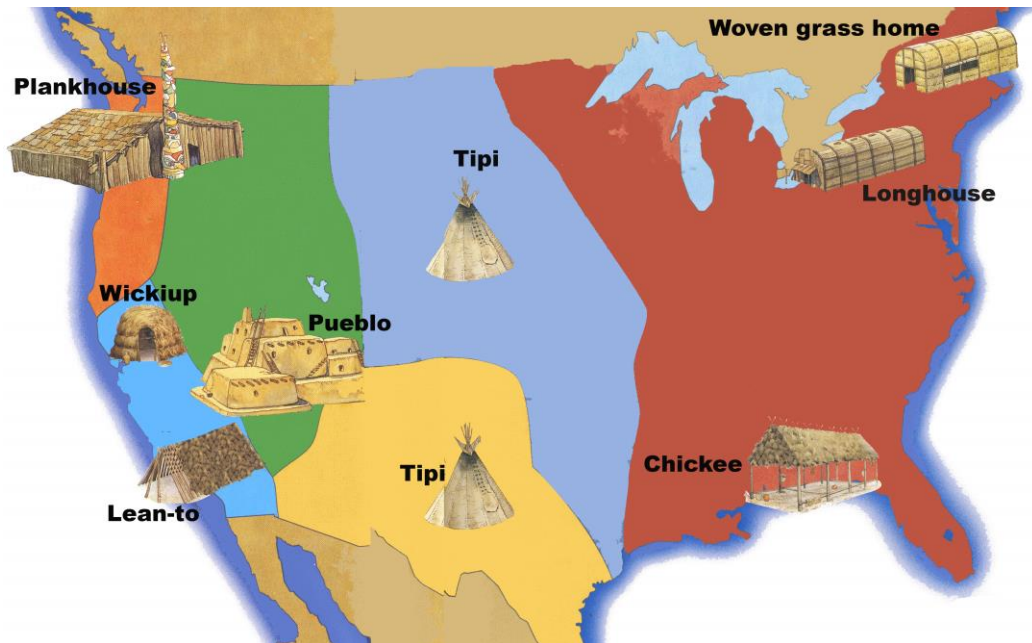 Woven grass home
Plankhouse
Tipi
Longhouse
Wickiup
Pueblo
Chickee
Tipi
Lean-to